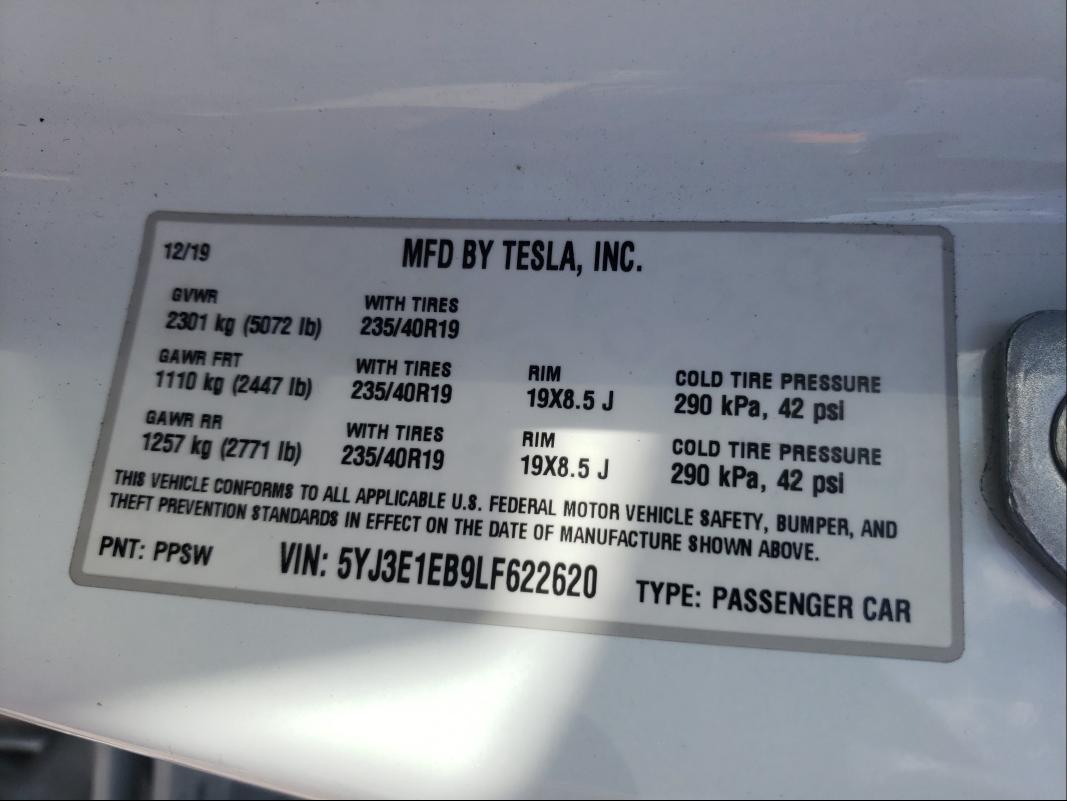 12/19 MFD BY TESLA, INC.
GVWR WITH TIRES
2301 kg (5072 lb) 235/40R19
GAWR FRT WITH TIRES RIM COLD TIRE PRESSURE
1110 kg (2447 lb) 235/40R19 19X8.5 J 290 kPa, 42 psi
GAWR RR WITH TIRES RIM COLD TIRE PRESSURE
1257 kg (2771 lb) 235/40R19 19X8.5 J 290 kPa, 42 psi
THIS VEHICLE CONFORMS TO ALL APPLICABLE U.S. FEDERAL MOTOR VEHICLE SAFETY, BUMPER, AND
THEFT PREVENTION STANDARDS IN EFFECT ON THE DATE OF MANUFACTURE SHOWN ABOVE.
PNT: PPSW VIN: 5YJ3E1EB9LF622620 TYPE: PASSENGER CAR